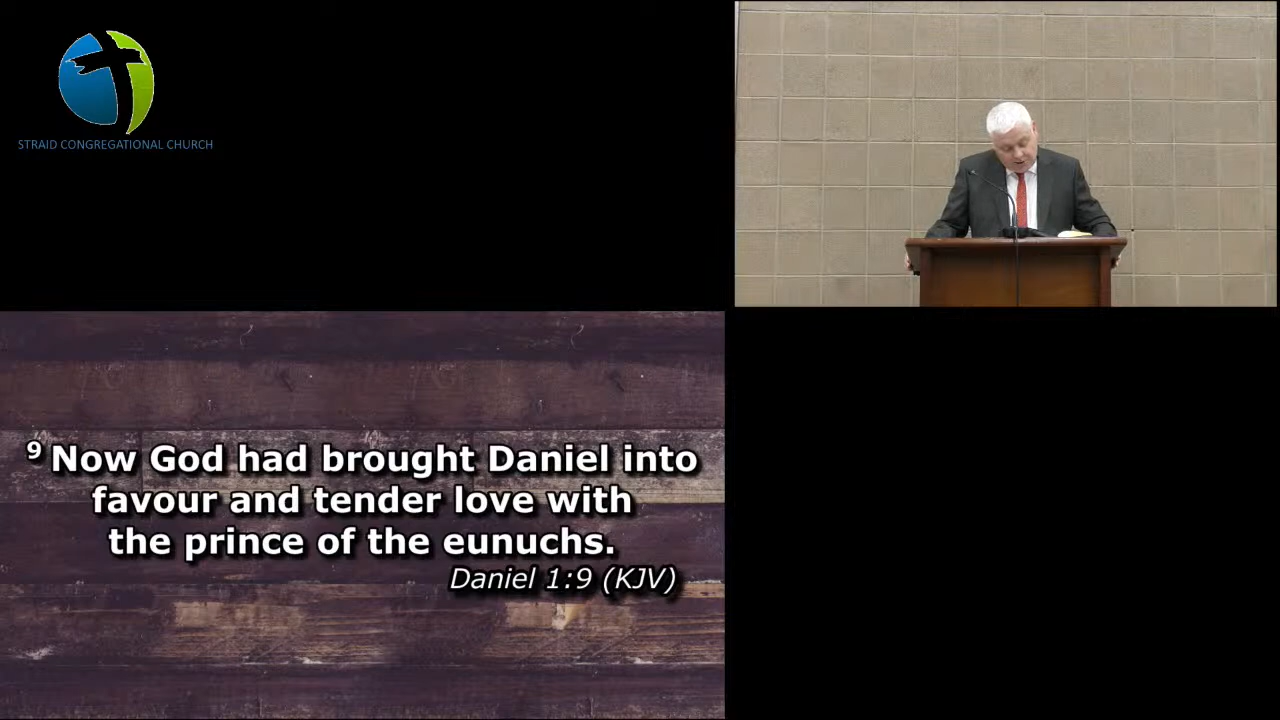 STRAID CONGREGATIONAL CHURCH
9 Now God had brought Daniel into
favour and tender love with
the prince of the eunuchs.
Daniel 1:9 (KJV)